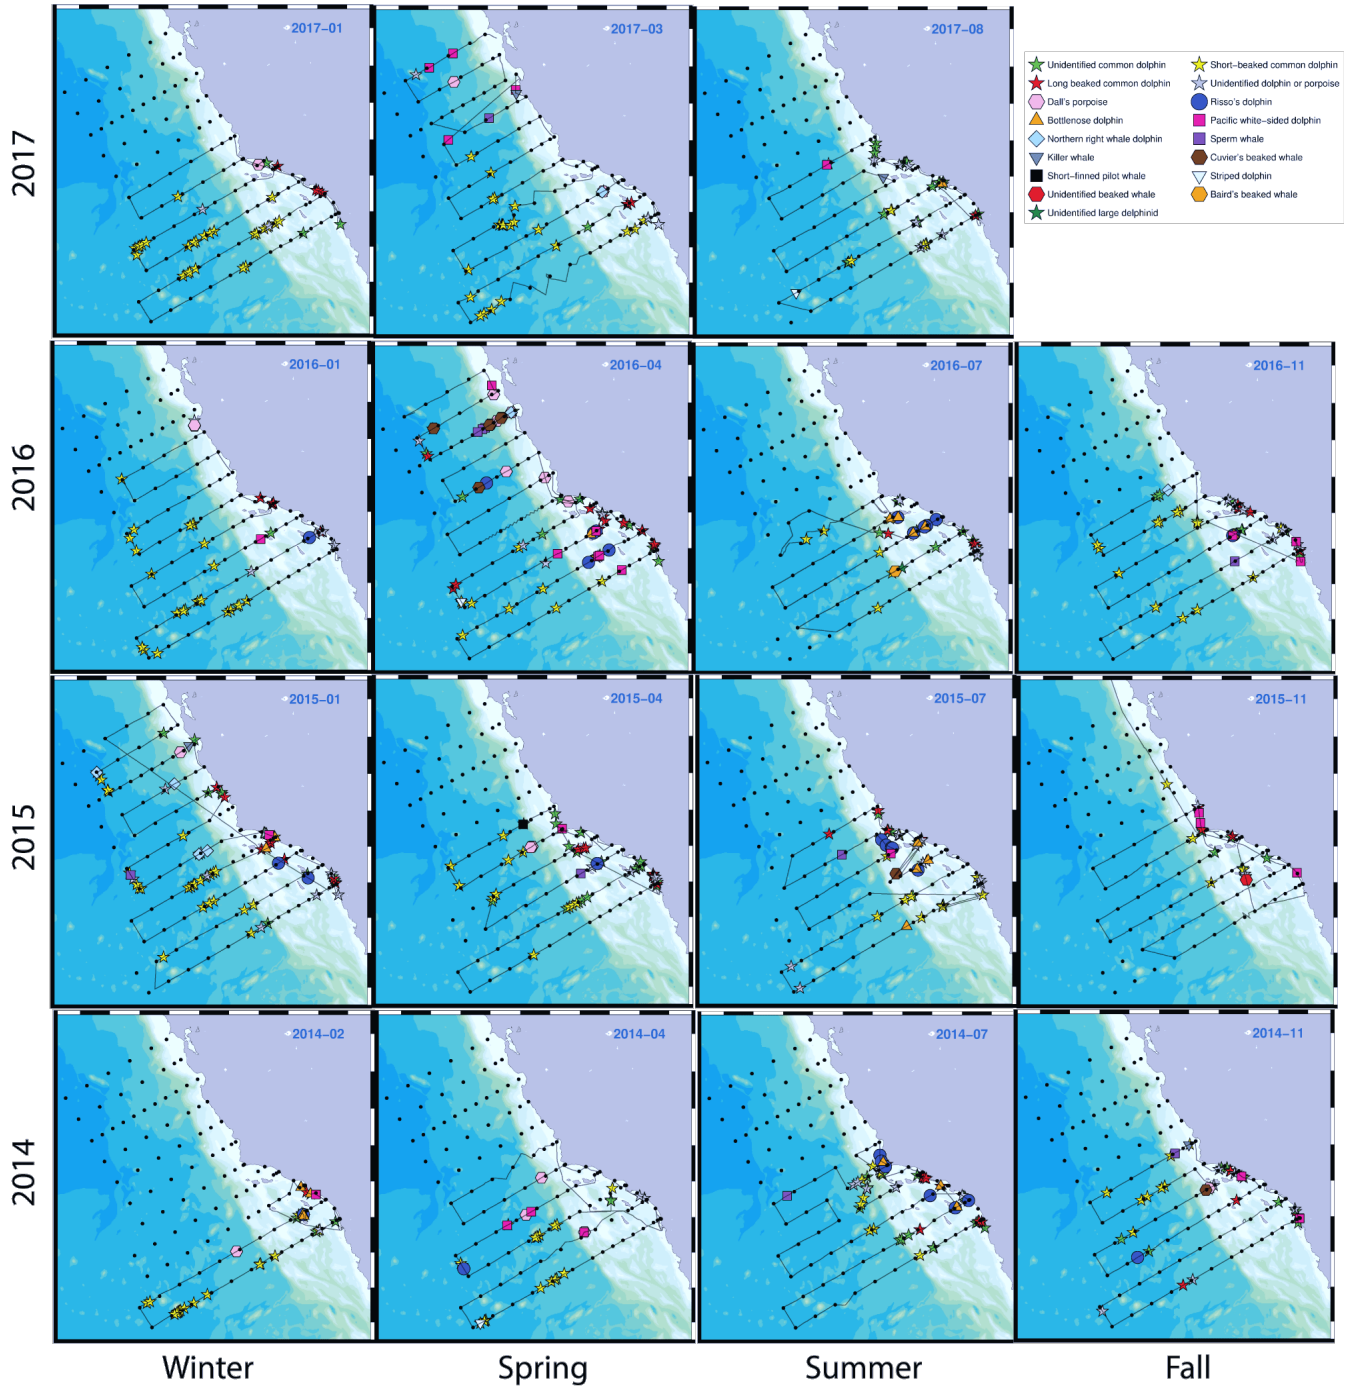 2017
2017-01
2017-03
2017-08
Unidentified common dolphin
Long beaked common dolphin
Dall's porpoise
Bottlenose dolphin
Northern right whale dolphin
Killer whale
Short-finned pilot whale
Unidentified beaked whale
Unidentified large delphinid
Short-beaked common dolphin
Unidentified dolphin or porpoise
Risso's dolphin
Pacific white-sided dolphin
Sperm whale
Cuvier's beaked whale
Striped dolphin
Baird's beaked whale
2016
2016-01
2016-04
2016-07
2016-11
2015
2015-01
2015-04
2015-07
2015-11
2014
2014-02
2014-04
2014-07
2014-11
Winter
Spring
Summer
Fall